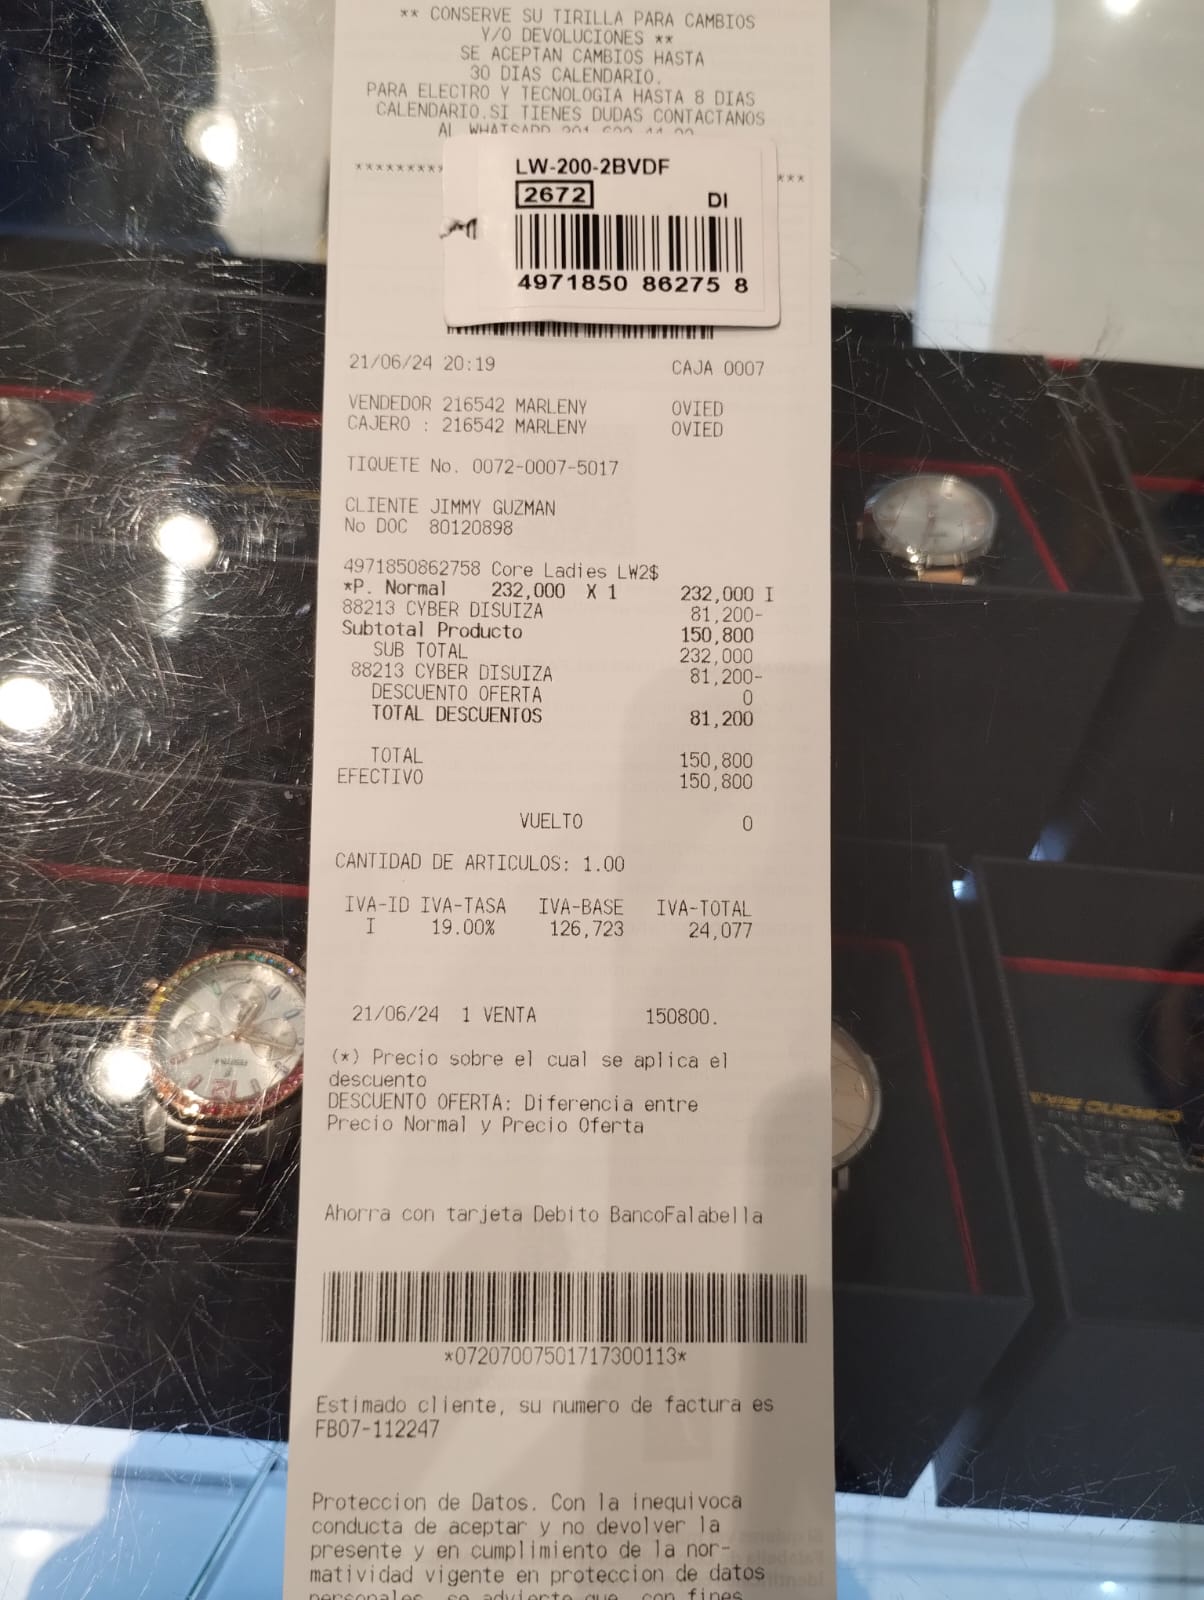 ** CONSERVE SU TIRILLA PARA CAMBIOS
Y/O DEVOLUCIONES **
SE ACEPTAN CAMBIOS HASTA
30 DIAS CALENDARIO.
PARA ELECTRO Y TECNOLOGIA HASTA 8 DIAS
CALENDARIO.SI TIENES DUDAS CONTACTANOS
AL WHATSAPP
LW-200-2BVDF
2672 DI
4971850 86275 8
21/06/24 20:19 CAJA 0007
VENDEDOR 216542 MARLENY OVIED
CAJERO : 216542 MARLENY OVIED
TIQUETE No. 0072-0007-5017
CLIENTE JIMMY GUZMAN
No DOC 80120898
4971850862758 Core Ladies LW2$
*P. Normal 232,000 X 1 232,000 I
88213 CYBER DISUIZA 81,200-
Subtotal Producto 150,800
SUB TOTAL 232,000
88213 CYBER DISUIZA 81,200-
DESCUENTO OFERTA 0
TOTAL DESCUENTOS 81,200
TOTAL 150,800
EFECTIVO 150,800
VUELTO 0
CANTIDAD DE ARTICULOS: 1.00
IVA-ID IVA-TASA IVA-BASE IVA-TOTAL
I 19.00% 126,723 24,077
21/06/24 1 VENTA 150800.
(*) Precio sobre el cual se aplica el
descuento
DESCUENTO OFERTA: Diferencia entre
Precio Normal y Precio Oferta
Ahorra con tarjeta Debito BancoFalabella
*07207007501717300113*
Estimado cliente, su numero de factura es
FB07-112247
Proteccion de Datos. Con la inequivoca
conducta de aceptar y no devolver la
presente y en cumplimiento de la nor-
matividad vigente en proteccion de datos
personales, se advierte que, con fines